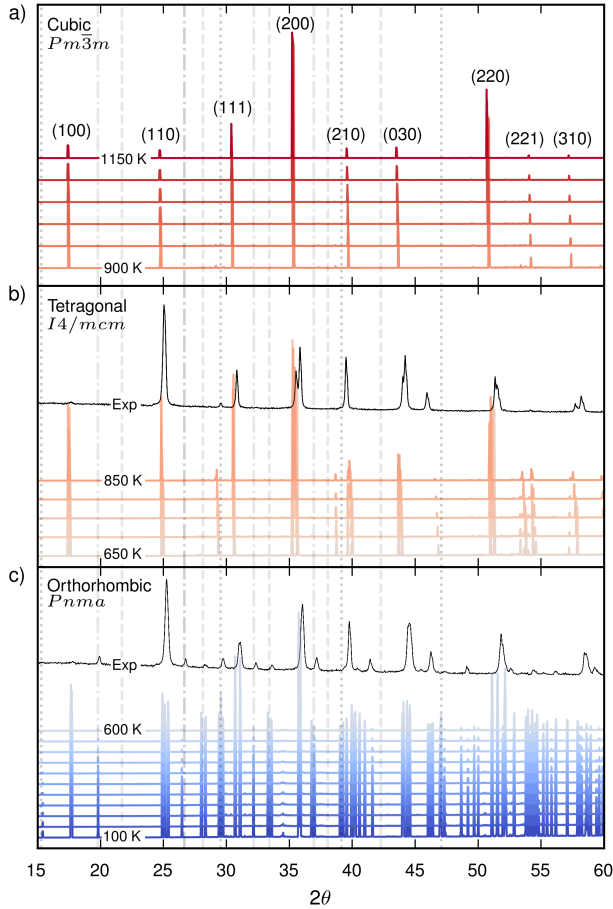 a)
Cubic
Pm3̅m
(100)
(110)
(111)
(200)
(210)
(030)
(220)
(221)
(310)
1150 K
900 K
b)
Tetragonal
I4/mcm
Exp
850 K
650 K
c)
Orthorhombic
Pnma
Exp
600 K
100 K
15 20 25 30 35 40 45 50 55 60
2θ